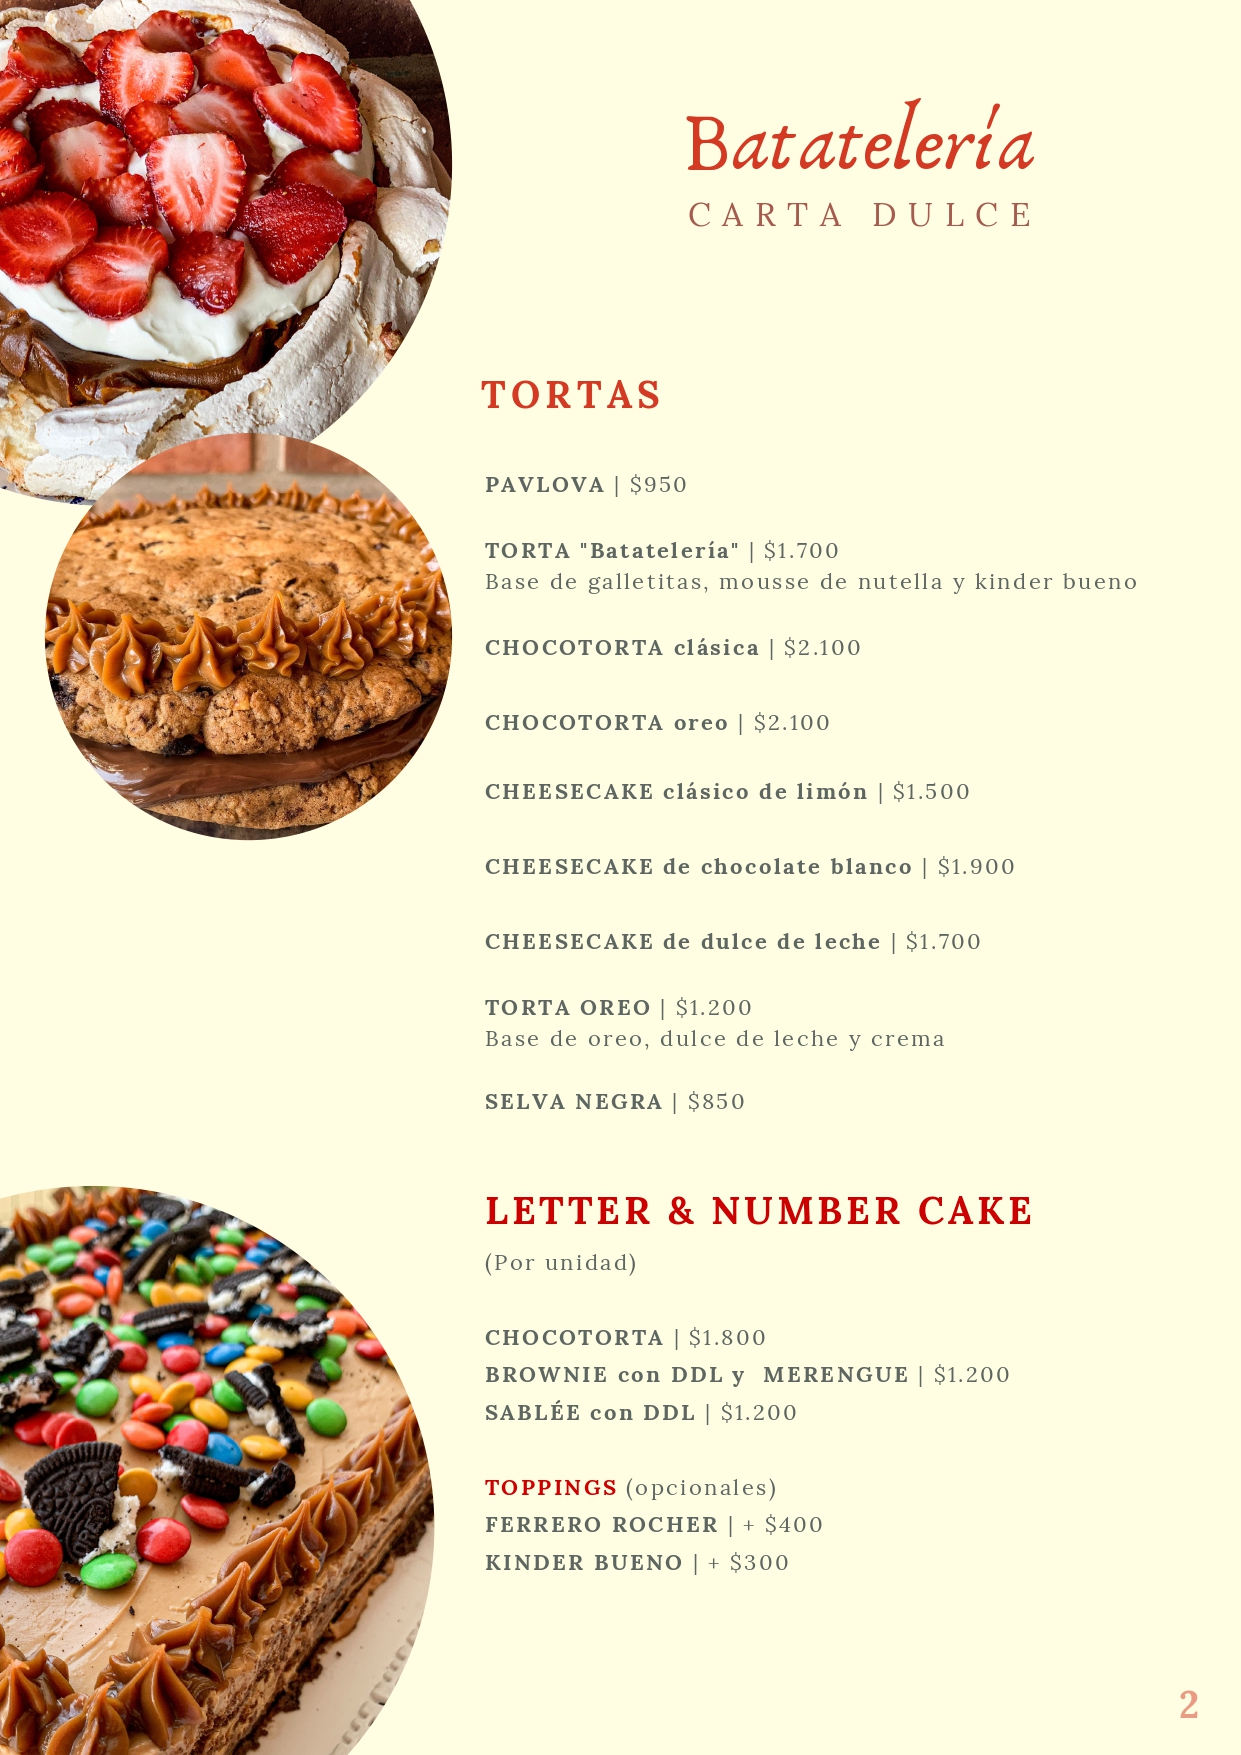 Batatelería
CARTA DULCE
TORTAS
PAVLOVA | $950
TORTA "Batatelería" | $1.700
Base de galletitas, mousse de nutella y kinder bueno
CHOCOTORTA clásica | $2.100
CHOCOTORTA oreo | $2.100
CHEESECAKE clásico de limón | $1.500
CHEESECAKE de chocolate blanco | $1.900
CHEESECAKE de dulce de leche | $1.700
TORTA OREO | $1.200
Base de oreo, dulce de leche y crema
SELVA NEGRA | $850
LETTER & NUMBER CAKE
(Por unidad)
CHOCOTORTA | $1.800
BROWNIE con DDL y  MERENGUE | $1.200
SABLÉE con DDL | $1.200
TOPPINGS (opcionales)
FERRERO ROCHER | + $400
KINDER BUENO | + $300
2